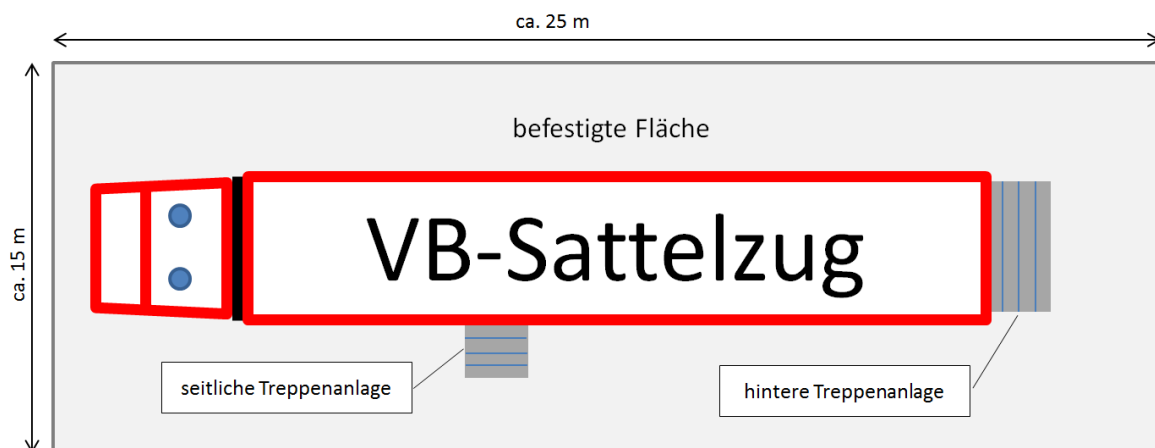 ca. 25 m
ca. 15 m
befestigte Fläche
VB-Sattelzug
seitliche Treppenanlage
hintere Treppenanlage